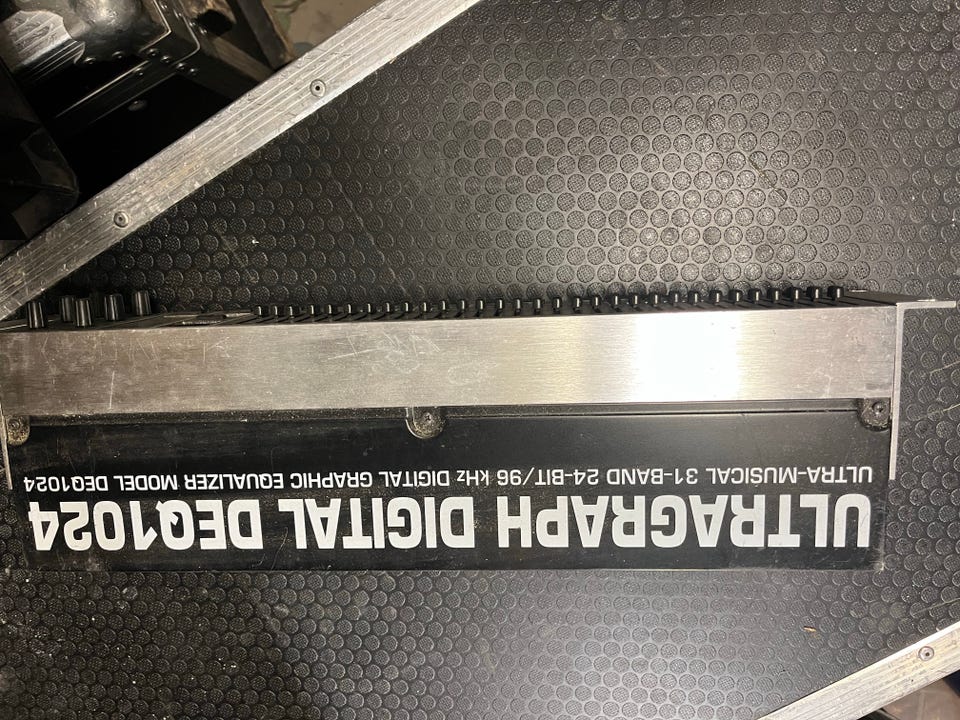 ULTRAGRAPH DIGITAL DEQ1024
ULTRA-MUSICAL 31-BAND 24-BIT/96 kHz DIGITAL GRAPHIC EQUALIZER MODEL DEQ1024